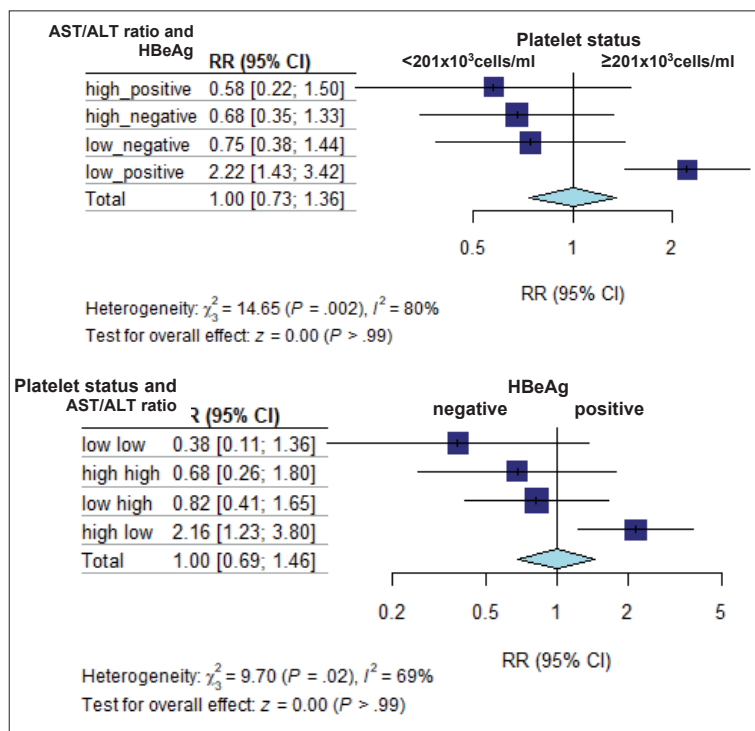 AST/ALT ratio and
HBeAg
RR (95% CI)
Platelet status
<201x10³cells/ml ≥201x10³cells/ml
high_positive 0.58 [0.22; 1.50]
high_negative 0.68 [0.35; 1.33]
low_negative 0.75 [0.38; 1.44]
low_positive 2.22 [1.43; 3.42]
Total 1.00 [0.73; 1.36]
0.5 1 2
RR (95% CI)
Heterogeneity: χ²₃ = 14.65 (P = .002), I² = 80%
Test for overall effect: z = 0.00 (P > .99)
Platelet status and
AST/ALT ratio
R (95% CI)
HBeAg
negative positive
low low 0.38 [0.11; 1.36]
high high 0.68 [0.26; 1.80]
low high 0.82 [0.41; 1.65]
high low 2.16 [1.23; 3.80]
Total 1.00 [0.69; 1.46]
0.2 0.5 1 2 5
RR (95% CI)
Heterogeneity: χ²₃ = 9.70 (P = .02), I² = 69%
Test for overall effect: z = 0.00 (P > .99)